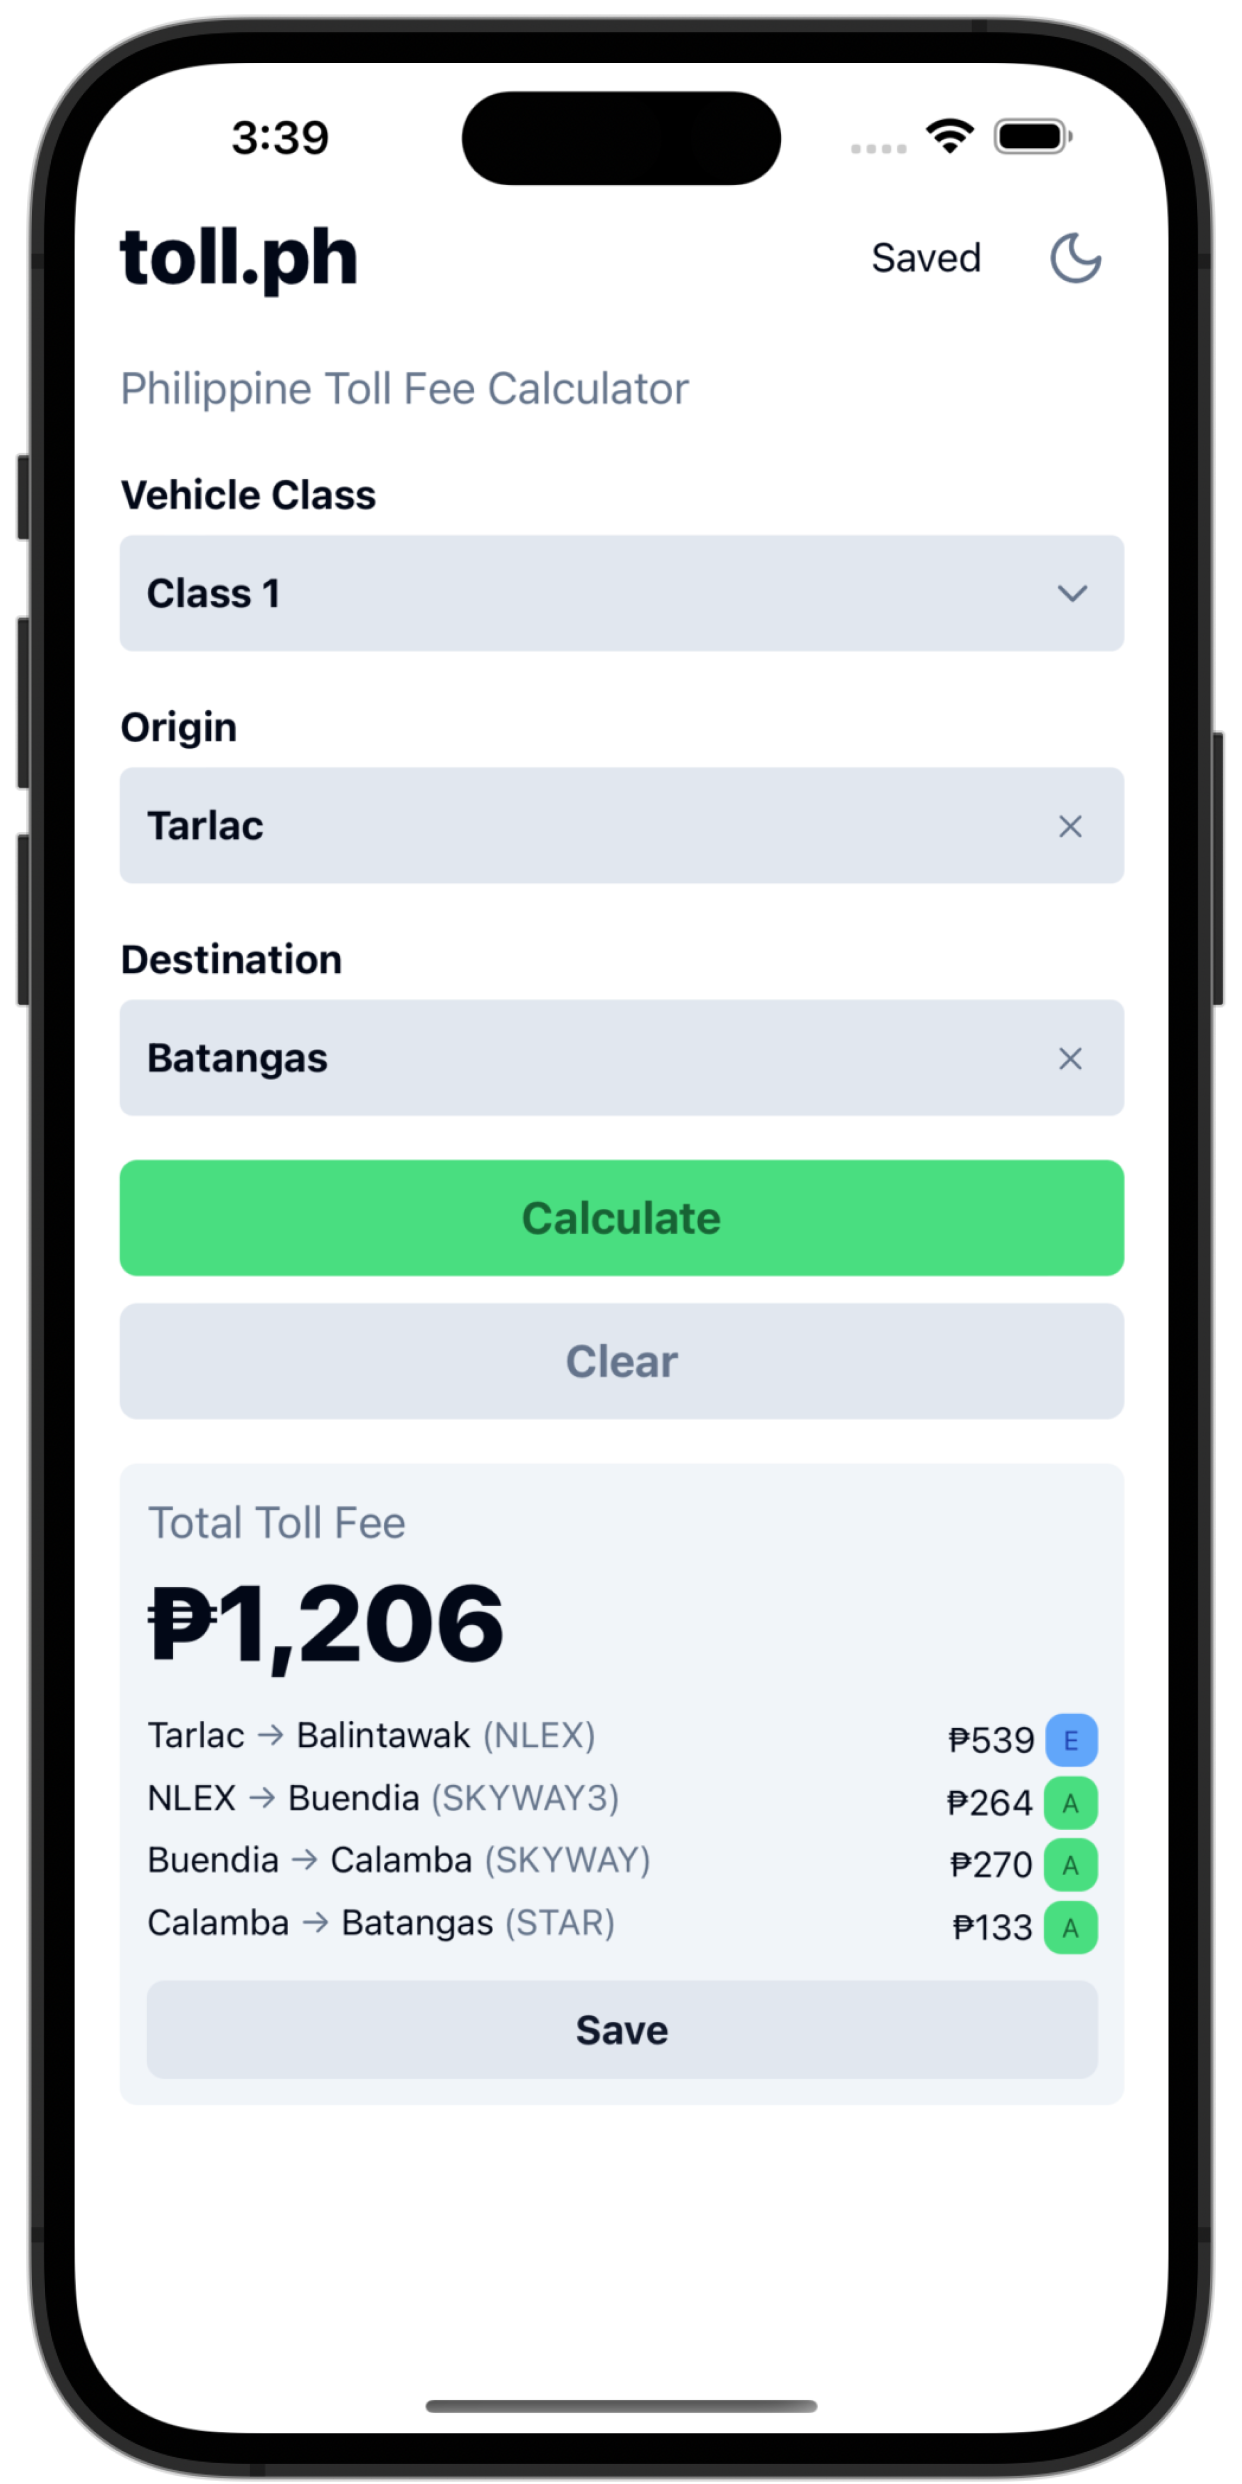 3:39
toll.ph Saved
Philippine Toll Fee Calculator
Vehicle Class
Class 1
Origin
Tarlac
Destination
Batangas
Calculate
Clear
Total Toll Fee
₱1,206
Tarlac → Balintawak (NLEX) ₱539 E
NLEX → Buendia (SKYWAY3) ₱264 A
Buendia → Calamba (SKYWAY) ₱270 A
Calamba → Batangas (STAR) ₱133 A
Save